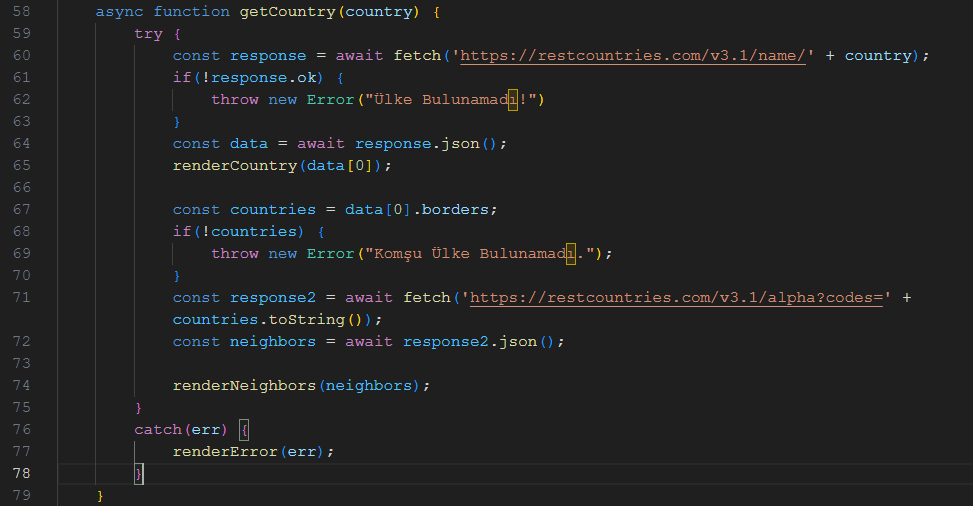 58 async function getCountry(country) {
59 try {
60 const response = await fetch('https://restcountries.com/v3.1/name/' + country);
61 if(!response.ok) {
62 throw new Error("Ülke Bulunamadı!")
63 }
64 const data = await response.json();
65 renderCountry(data[0]);
66
67 const countries = data[0].borders;
68 if(!countries) {
69 throw new Error("Komşu Ülke Bulunamadı.");
70 }
71 const response2 = await fetch('https://restcountries.com/v3.1/alpha?codes=' +
countries.toString());
72 const neighbors = await response2.json();
73
74 renderNeighbors(neighbors);
75 }
76 catch(err) {
77 renderError(err);
78 }
79 }